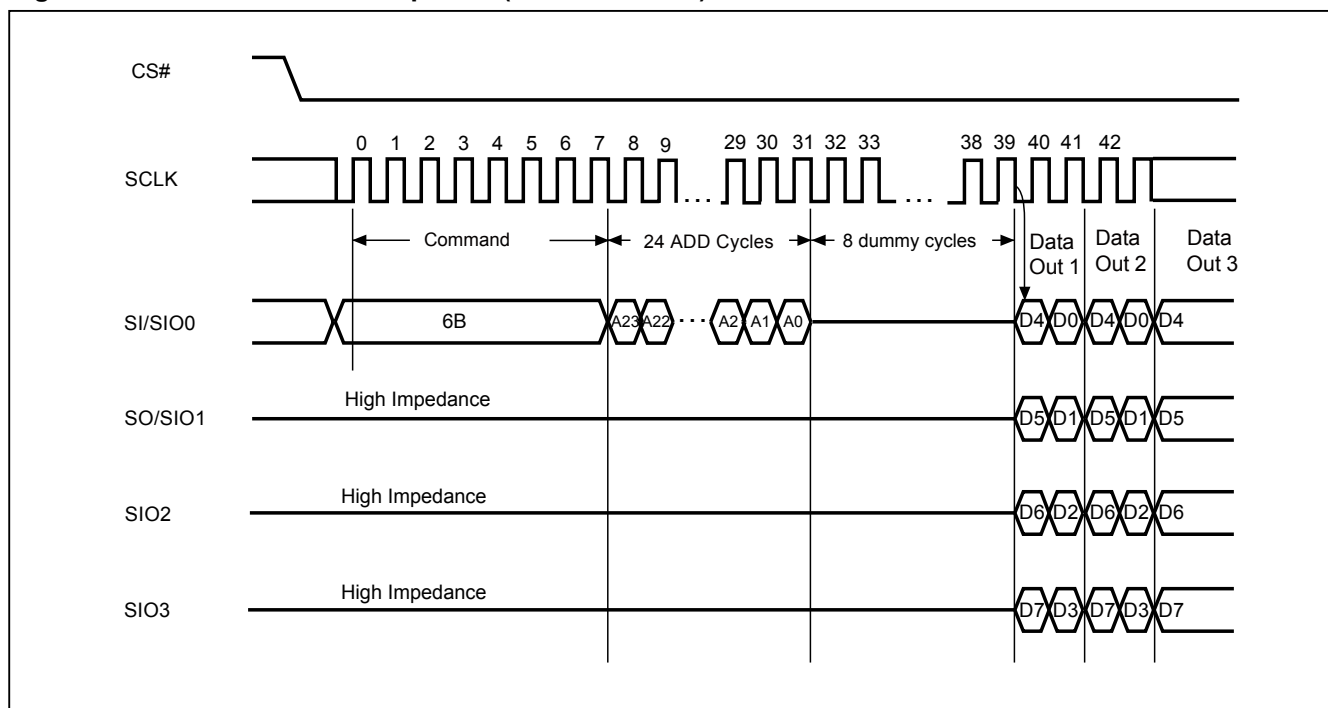 CS#
0 1 2 3 4 5 6 7 8 9 29 30 31 32 33 38 39 40 41 42
SCLK
Command 24 ADD Cycles 8 dummy cycles Data Out 1 Data Out 2 Data Out 3
SI/SIO0 6B A23 A22 A2 A1 A0 D4 D0 D4 D0 D4
High Impedance
SO/SIO1 D5 D1 D5 D1 D5
High Impedance
SIO2 D6 D2 D6 D2 D6
High Impedance
SIO3 D7 D3 D7 D3 D7